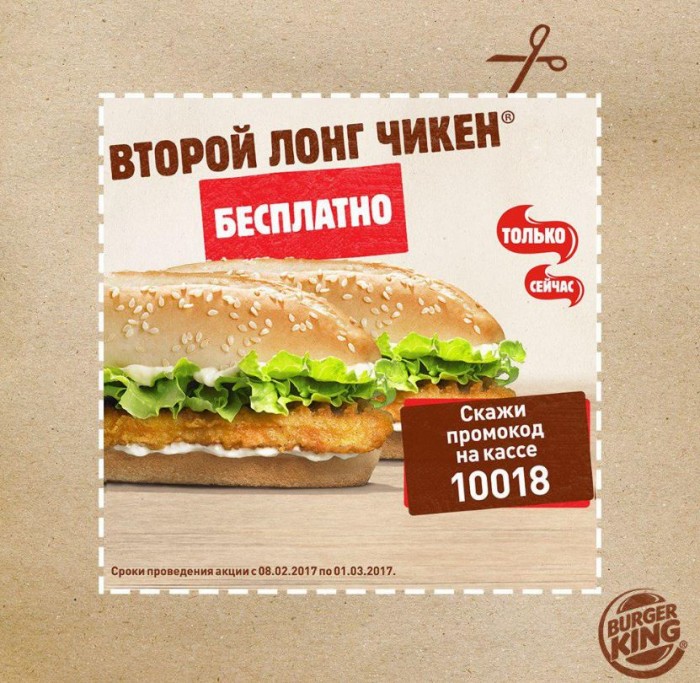 ВТОРОЙ ЛОНГ ЧИКЕН®
БЕСПЛАТНО
ТОЛЬКО
СЕЙЧАС
Скажи
промокод
на кассе
10018
Сроки проведения акции с 08.02.2017 по 01.03.2017.
BURGER
KING®